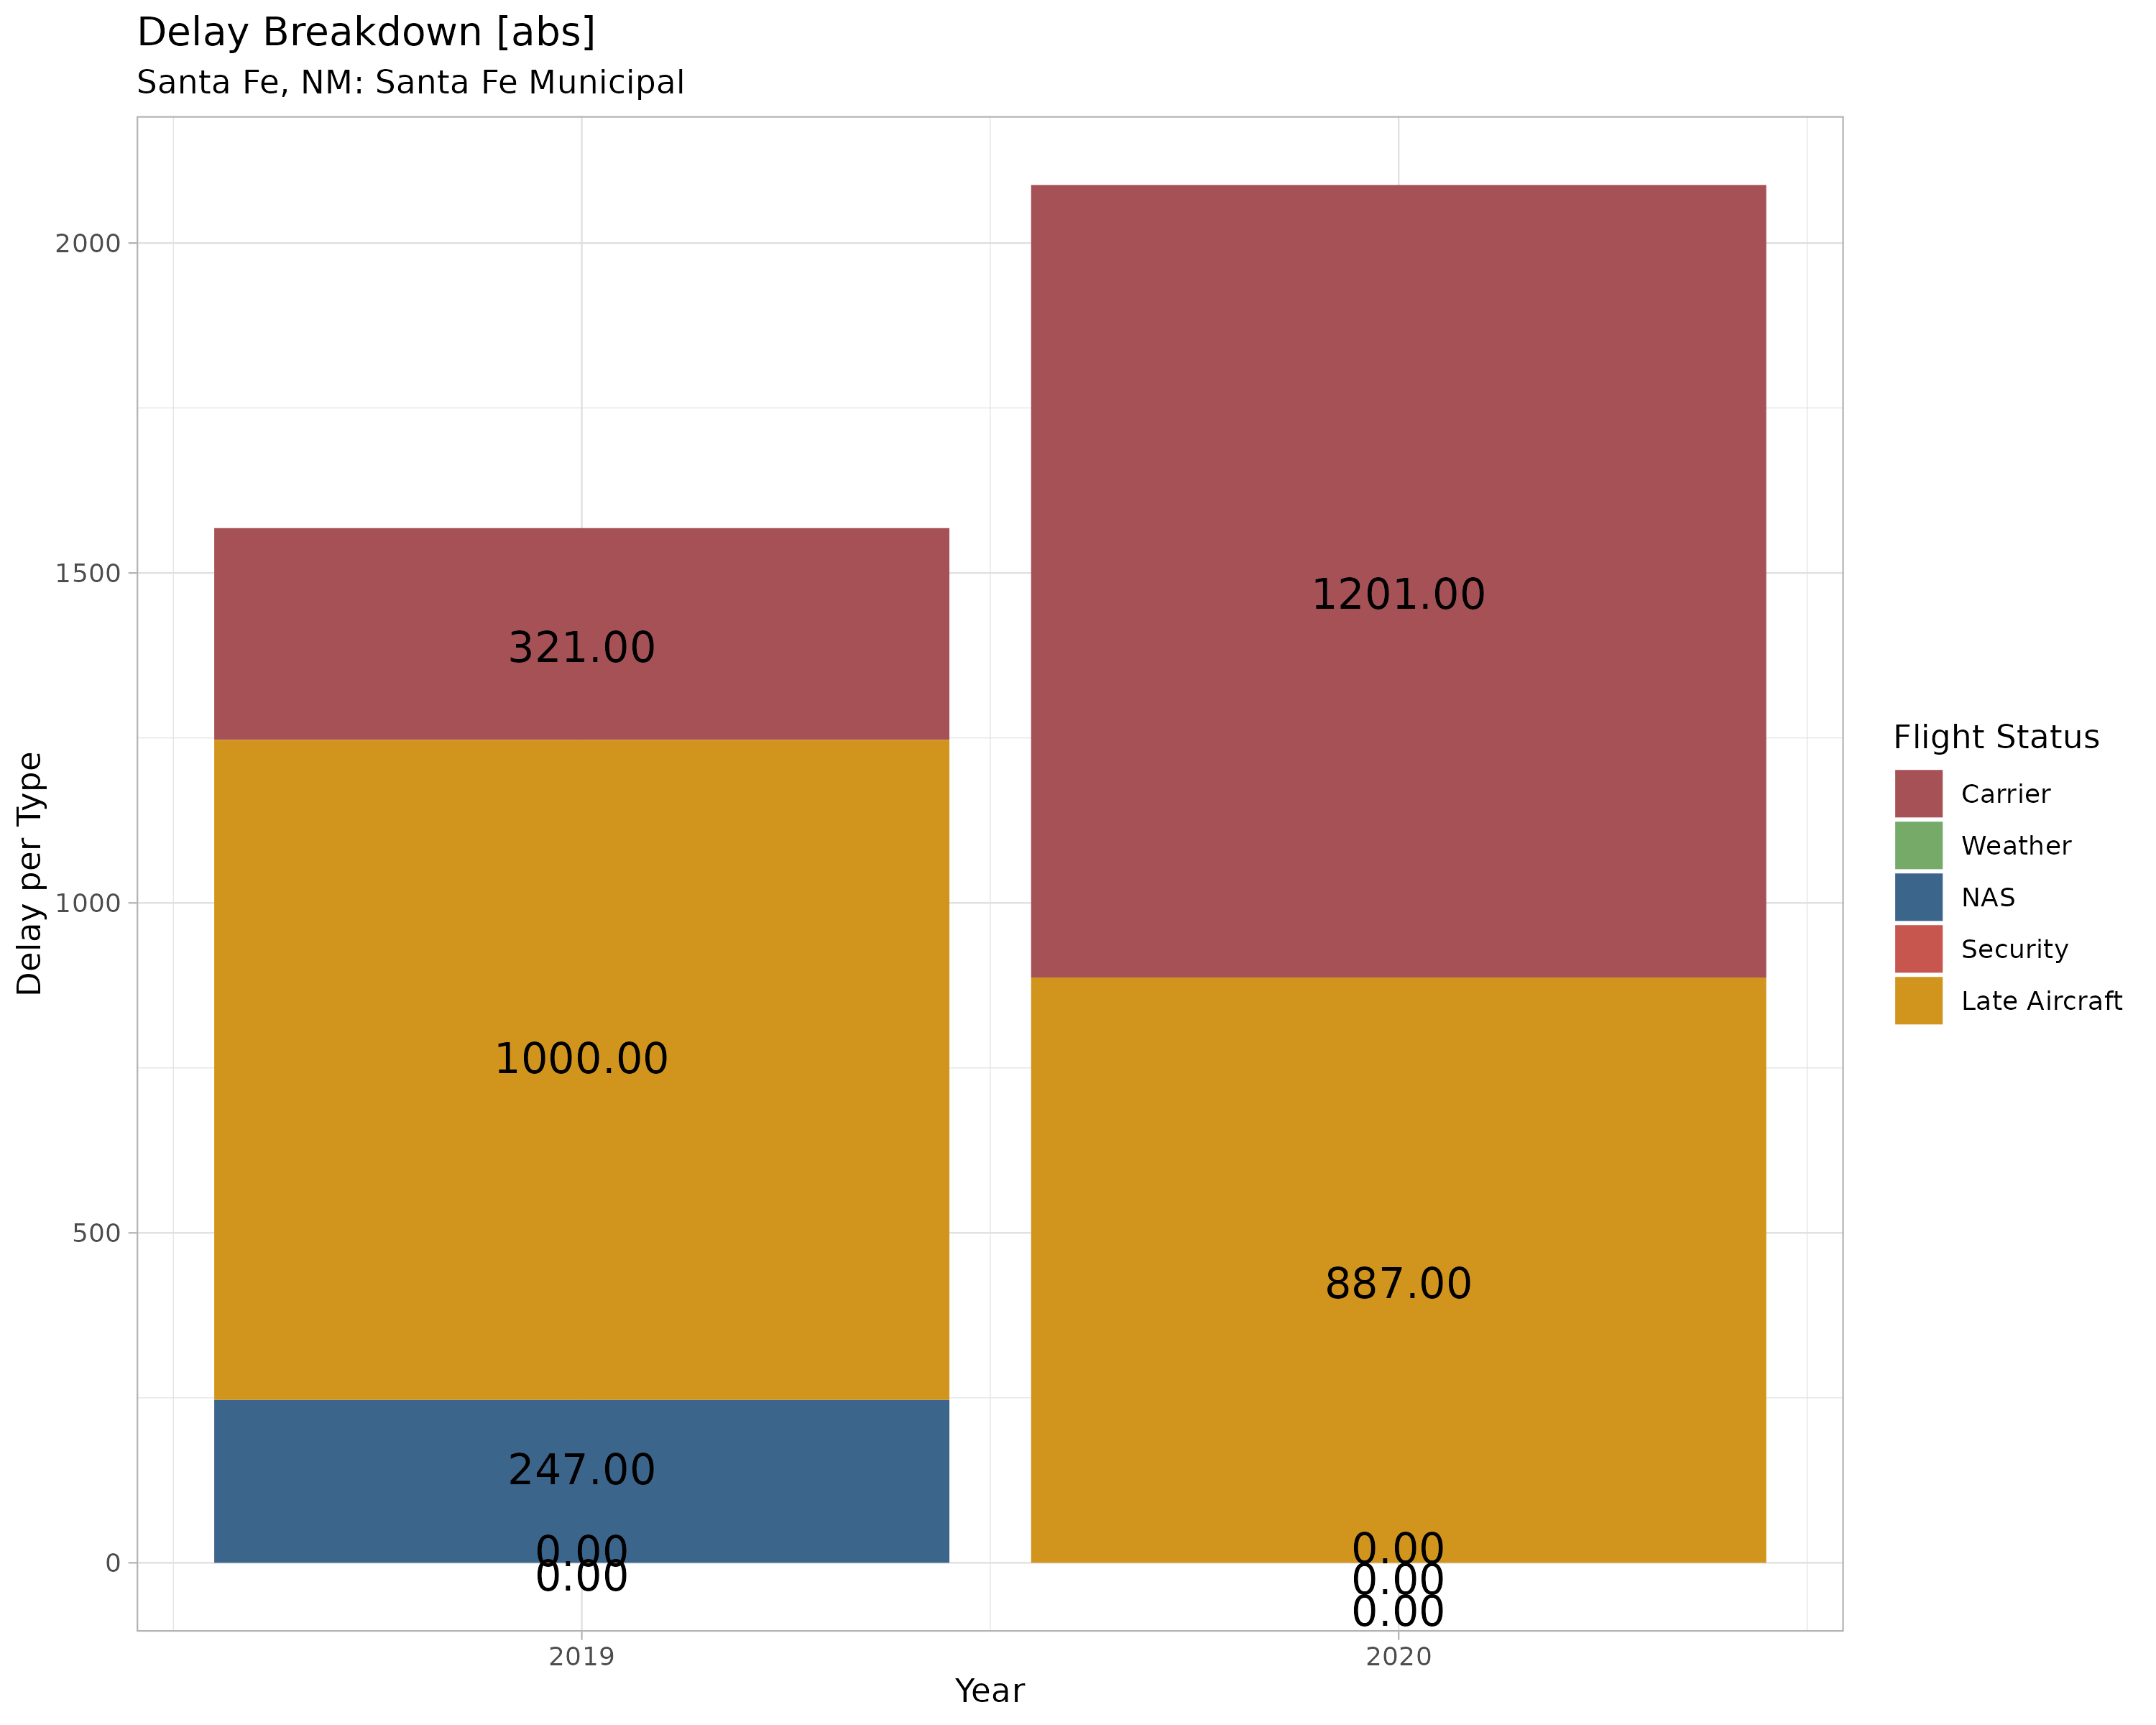 Delay Breakdown [abs]
Santa Fe, NM: Santa Fe Municipal
Delay per Type
2000
1500
1000
500
0
321.00
1000.00
247.00
0.00
0.00
1201.00
887.00
0.00
0.00
0.00
2019
2020
Year
Flight Status
Carrier
Weather
NAS
Security
Late Aircraft